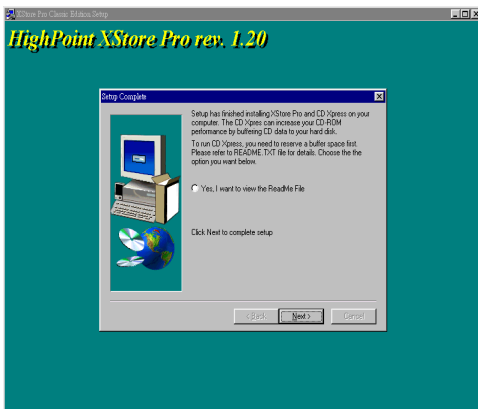 XStore Pro Classic Edition Setup
HighPoint XStore Pro rev. 1.20
Setup Complete
Setup has finished installing XStore Pro and CD Xpress on your
computer. The CD Xpres can increase your CD-ROM
performance by buffering CD data to your hard disk.
To run CD Xpress, you need to reserve a buffer space first.
Please refer to README.TXT file for details. Choose the the
option you want below.
Yes, I want to view the ReadMe File
Click Next to complete setup
< Back
Next >
Cancel